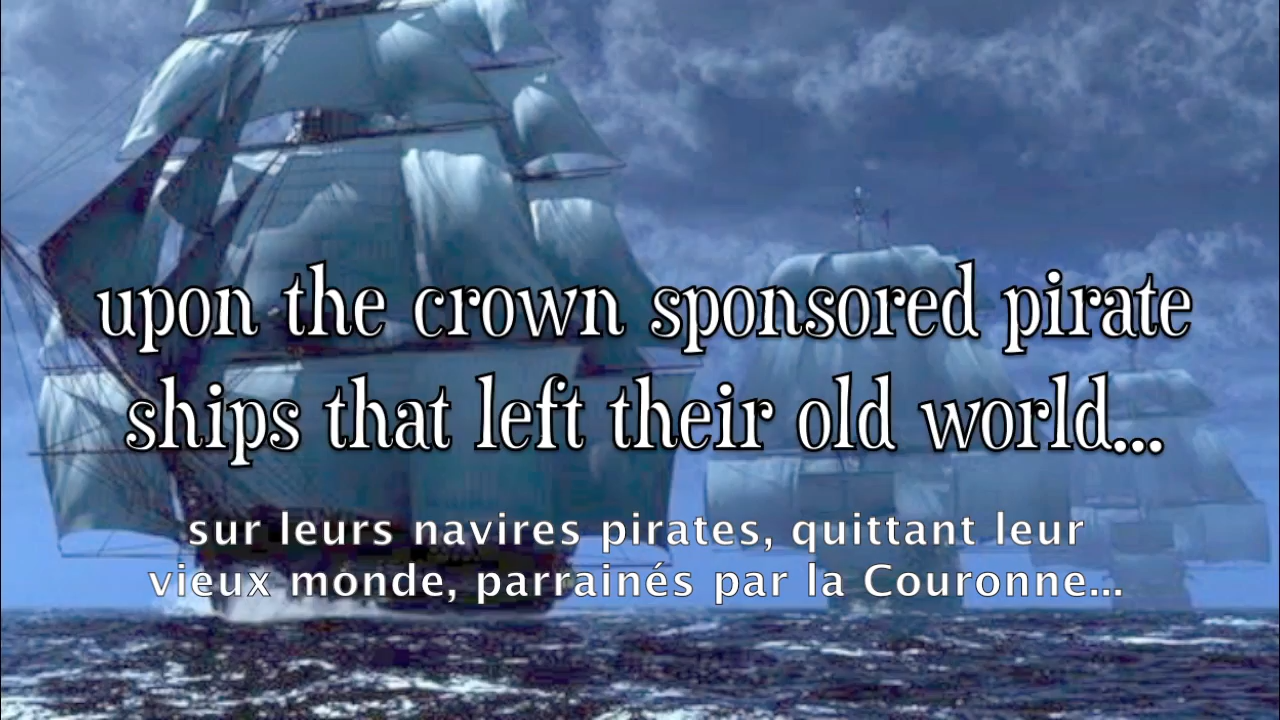 upon the crown sponsored pirate
ships that left their old world...
sur leurs navires pirates, quittant leur
vieux monde, parrainés par la Couronne...